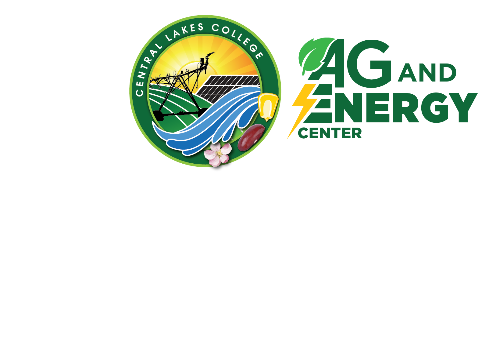 CENTRAL LAKES COLLEGE
AG AND
ENERGY
CENTER